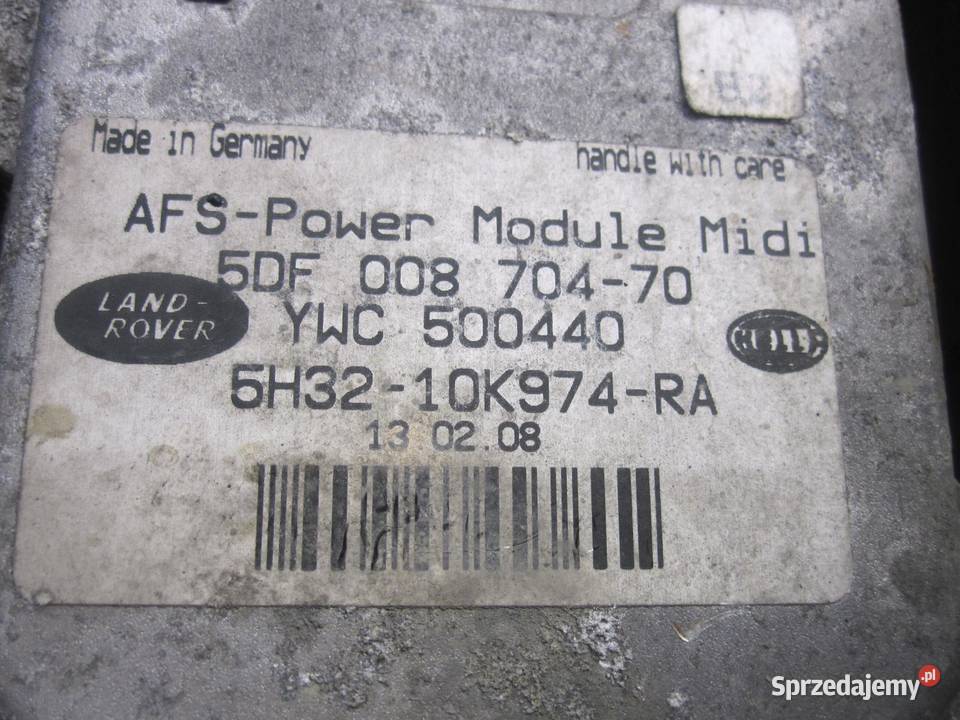 Made in Germany
handle with care
AFS-Power Module Midi
5DF 008 704-70
LAND-
ROVER
YWC 500440
HELLA
5H32-10K974-RA
13 02.08
Sprzedajemy.pl